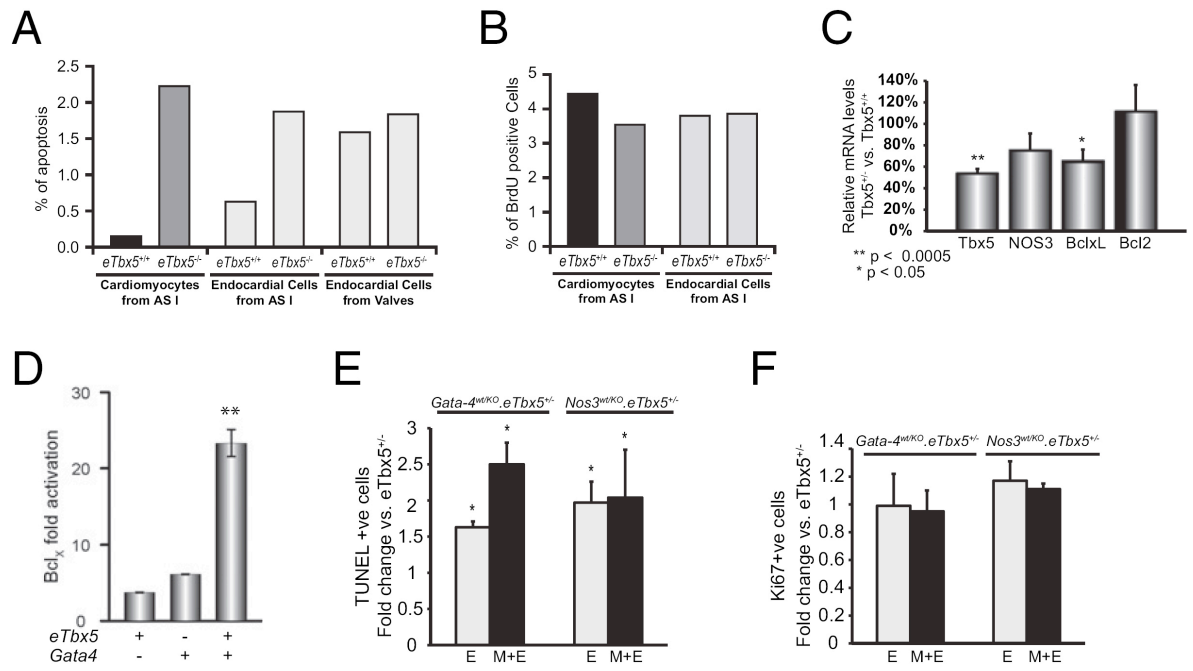 A
% of apoptosis
2.5
2.0
1.5
1.0
0.5
0.0
eTbx5+/+ eTbx5-/- eTbx5+/+ eTbx5-/- eTbx5+/+ eTbx5-/-
Cardiomyocytes Endocardial Cells Endocardial Cells
from AS I from AS I from Valves
B
% of BrdU positive Cells
5
4
3
2
1
0
eTbx5+/+ eTbx5-/- eTbx5+/+ eTbx5-/-
Cardiomyocytes Endocardial Cells
from AS I from AS I
C
Relative mRNA levels
Tbx5+/- vs. Tbx5+/+
140%
120%
100%
80%
60%
40%
20%
0%
** *
Tbx5 NOS3 BclxL Bcl2
** p < 0.0005
* p < 0.05
D
Bclx fold activation
30
20
10
0
**
eTbx5 + - +
Gata4 - + +
E
Gata-4wt/KO.eTbx5+/- Nos3wt/KO.eTbx5+/-
TUNEL +ve cells
Fold change vs. eTbx5+/-
3
2.5
2
1.5
1
0.5
0
* * * *
E M+E E M+E
F
Gata-4wt/KO.eTbx5+/- Nos3wt/KO.eTbx5+/-
Ki67+ve cells
Fold change vs. eTbx5+/-
1.4
1.2
1
0.8
0.6
0.4
0.2
0
E M+E E M+E